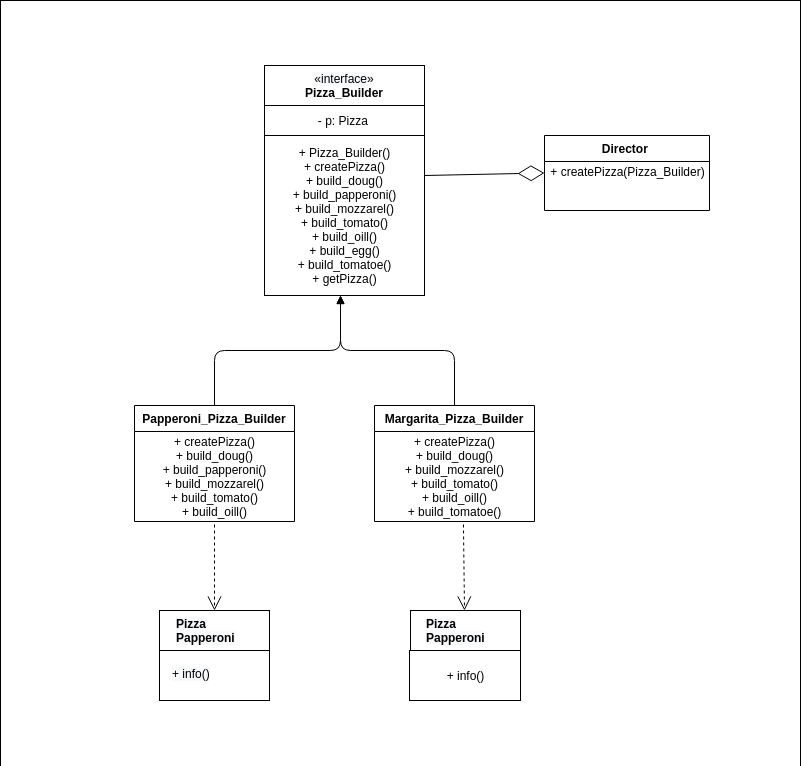 «interface»
Pizza_Builder
- p: Pizza
+ Pizza_Builder()
+ createPizza()
+ build_doug()
+ build_papperoni()
+ build_mozzarel()
+ build_tomato()
+ build_oill()
+ build_egg()
+ build_tomatoe()
+ getPizza()
Director
+ createPizza(Pizza_Builder)
Papperoni_Pizza_Builder
+ createPizza()
+ build_doug()
+ build_papperoni()
+ build_mozzarel()
+ build_tomato()
+ build_oill()
Margarita_Pizza_Builder
+ createPizza()
+ build_doug()
+ build_mozzarel()
+ build_tomato()
+ build_oill()
+ build_tomatoe()
Pizza
Papperoni
+ info()
Pizza
Papperoni
+ info()